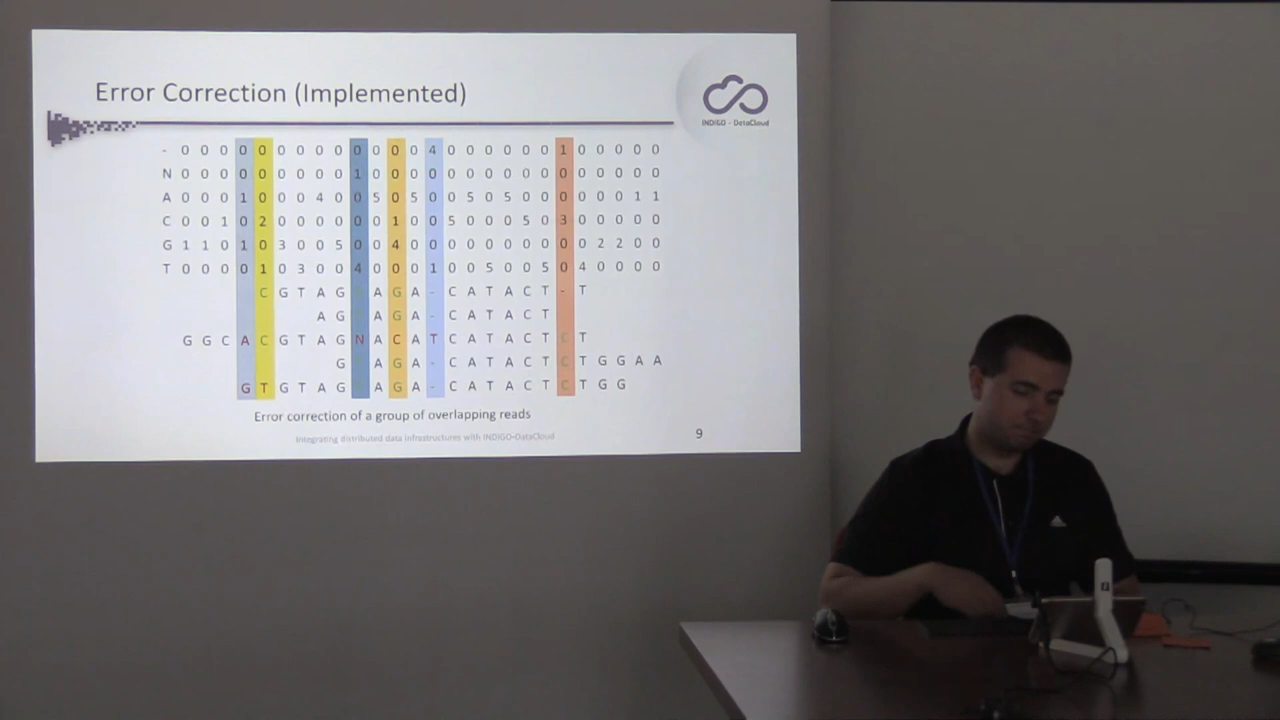 Error Correction (Implemented)
INDIGO - DataCloud
- 0 0 0 0 0 0 0 0 0 0 0 0 0 4 0 0 0 0 0 0 1 0 0 0 0 0
N 0 0 0 0 0 0 0 0 0 1 0 0 0 0 0 0 0 0 0 0 0 0 0 0 0 0
A 0 0 0 1 0 0 0 4 0 0 5 0 5 0 0 5 0 5 0 0 0 0 0 0 1 1
C 0 0 1 0 2 0 0 0 0 0 0 1 0 0 5 0 0 0 5 0 3 0 0 0 0 0
G 1 1 0 1 0 3 0 0 5 0 0 4 0 0 0 0 0 0 0 0 0 0 2 2 0 0
T 0 0 0 0 1 0 3 0 0 4 0 0 0 1 0 0 5 0 0 5 0 4 0 0 0 0
C G T A G A G A - C A T A C T - T
A G A G A - C A T A C T
G G C A C G T A G N A C A T C A T A C T C T
G A G A - C A T A C T C T G G A A
G T G T A G A G A - C A T A C T C T G G
Error correction of a group of overlapping reads
Integrating distributed data infrastructures with INDIGO-DataCloud
9